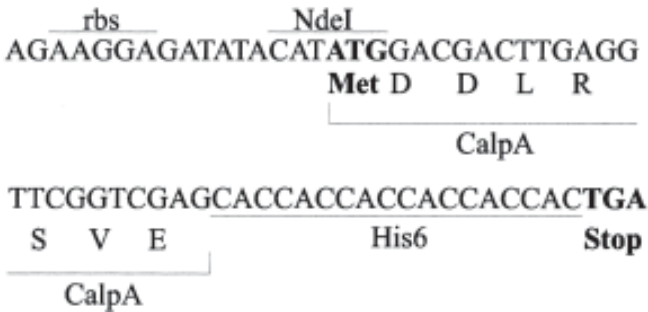 rbs NdeI
AGAAGGAGATATACATATGGACGACTTGAGG
Met D D L R
CalpA
TTCGGTCGAGCACCACCACCACCACCACTGA
S V E His6 Stop
CalpA